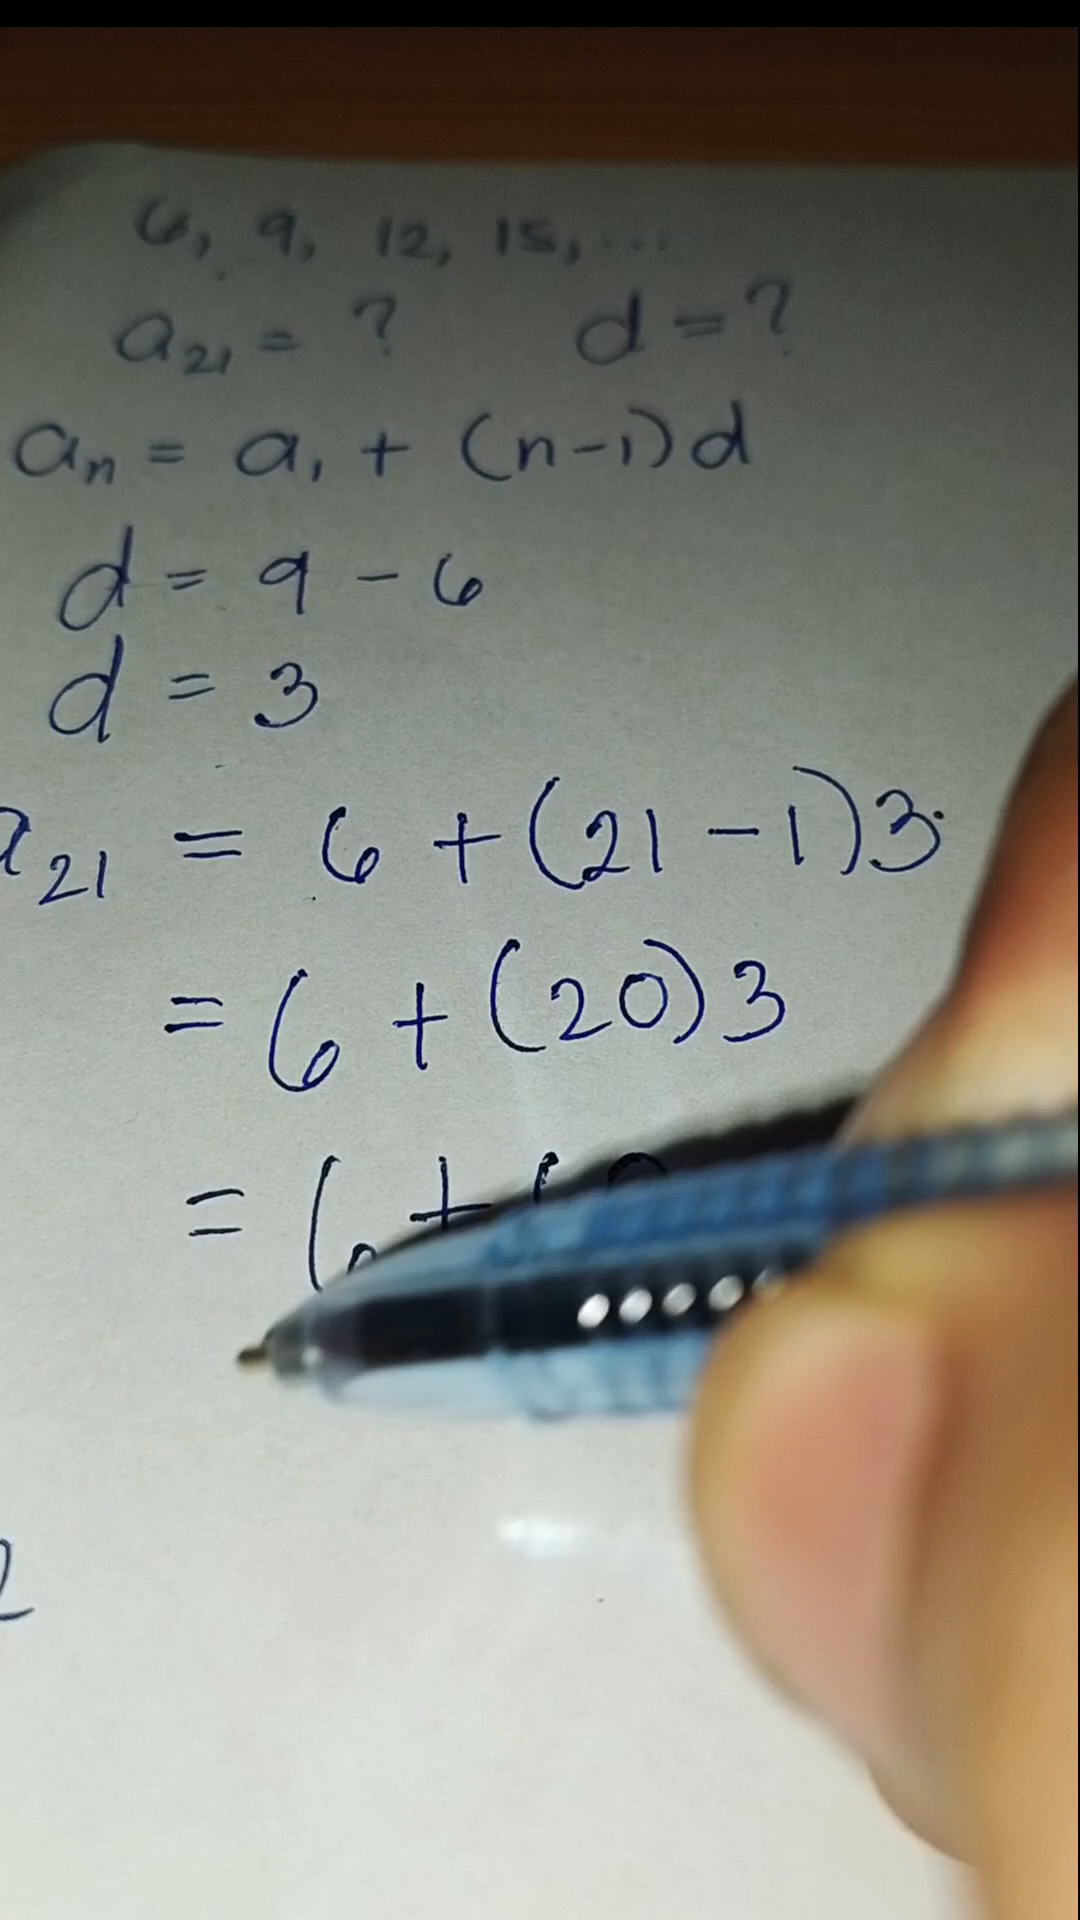 6, 9, 12, 15, ...
a₂₁ = ? d = ?
aₙ = a₁ + (n-1)d
d = 9 - 6
d = 3
a₂₁ = 6 + (21 - 1)3
= 6 + (20)3
= 6 +